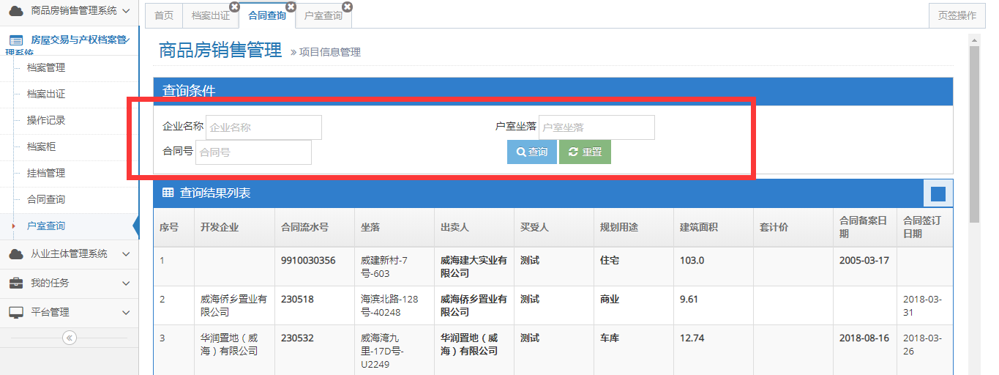 商品房销售管理系统
房屋交易与产权档案管
理系统
档案管理
档案出证
操作记录
档案柜
挂档管理
合同查询
户室查询
从业主体管理系统
我的任务
平台管理
首页 档案出证 合同查询 户室查询 页签操作
商品房销售管理 » 项目信息管理
查询条件
企业名称 企业名称 户室坐落 户室坐落
合同号 合同号 查询 重置
查询结果列表
序号 开发企业 合同流水号 坐落 出卖人 买受人 规划用途 建筑面积 套计价 合同备案日 合同签订
期 日期
1 9910030356 威建新村-7 威海建大实业有 测试 住宅 103.0 2005-03-17
号-603 限公司
2 威海侨乡置业有 230518 海滨北路-128 威海侨乡置业有 测试 商业 9.61 2018-03-
限公司 号-40248 限公司 31
3 华润置地（威 230532 威海湾九 华润置地（威 测试 车库 12.74 2018-08-16 2018-03-
海）有限公司 里-17D号- 海）有限公司 26
U2249